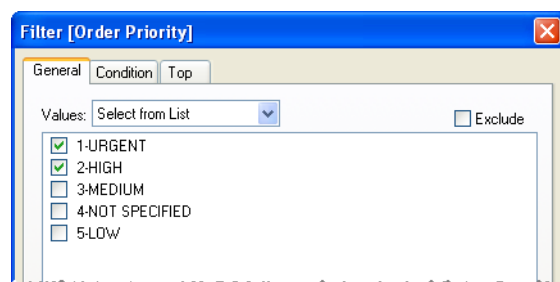 Filter [Order Priority]
General Condition Top
Values: Select from List Exclude
1-URGENT
2-HIGH
3-MEDIUM
4-NOT SPECIFIED
5-LOW